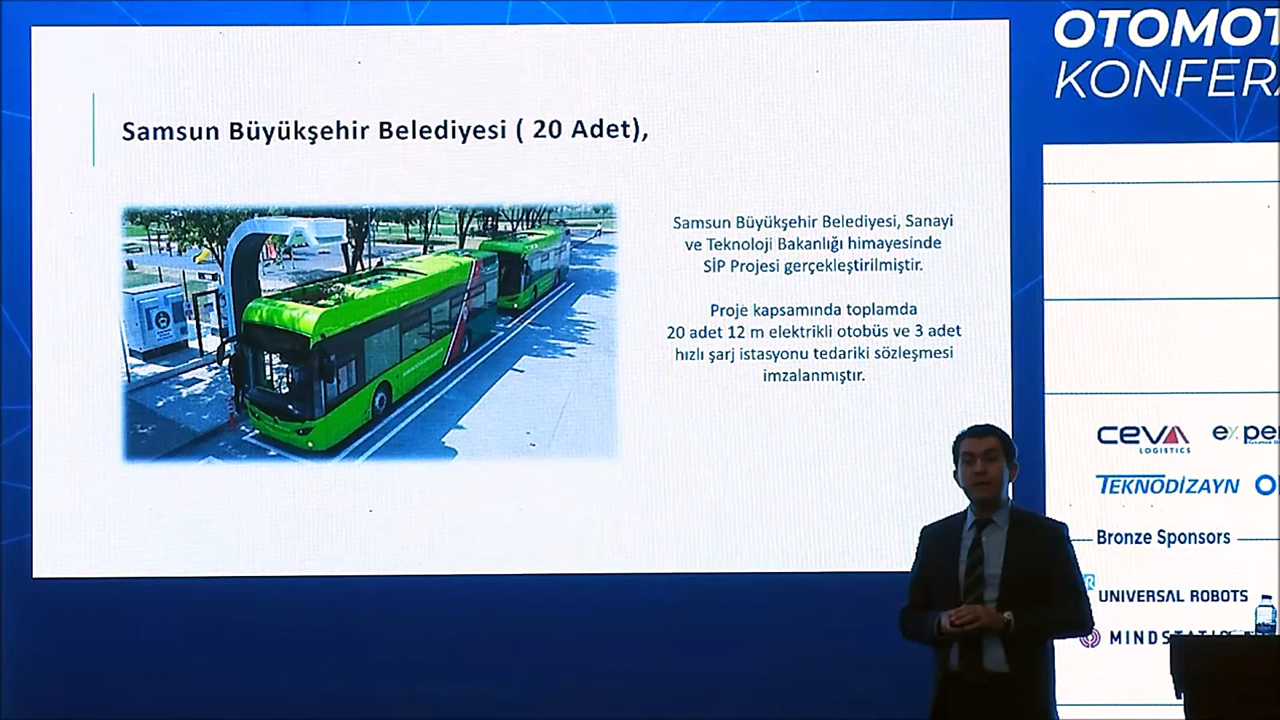 Samsun Büyükşehir Belediyesi ( 20 Adet),
Samsun Büyükşehir Belediyesi, Sanayi
ve Teknoloji Bakanlığı himayesinde
SİP Projesi gerçekleştirilmiştir.
Proje kapsamında toplamda
20 adet 12 m elektrikli otobüs ve 3 adet
hızlı şarj istasyonu tedariki sözleşmesi
imzalanmıştır.
OTOMOT
KONFER
CEVA
LOGISTICS
expe
TEKNODİZAYN
Bronze Sponsors
UNIVERSAL ROBOTS